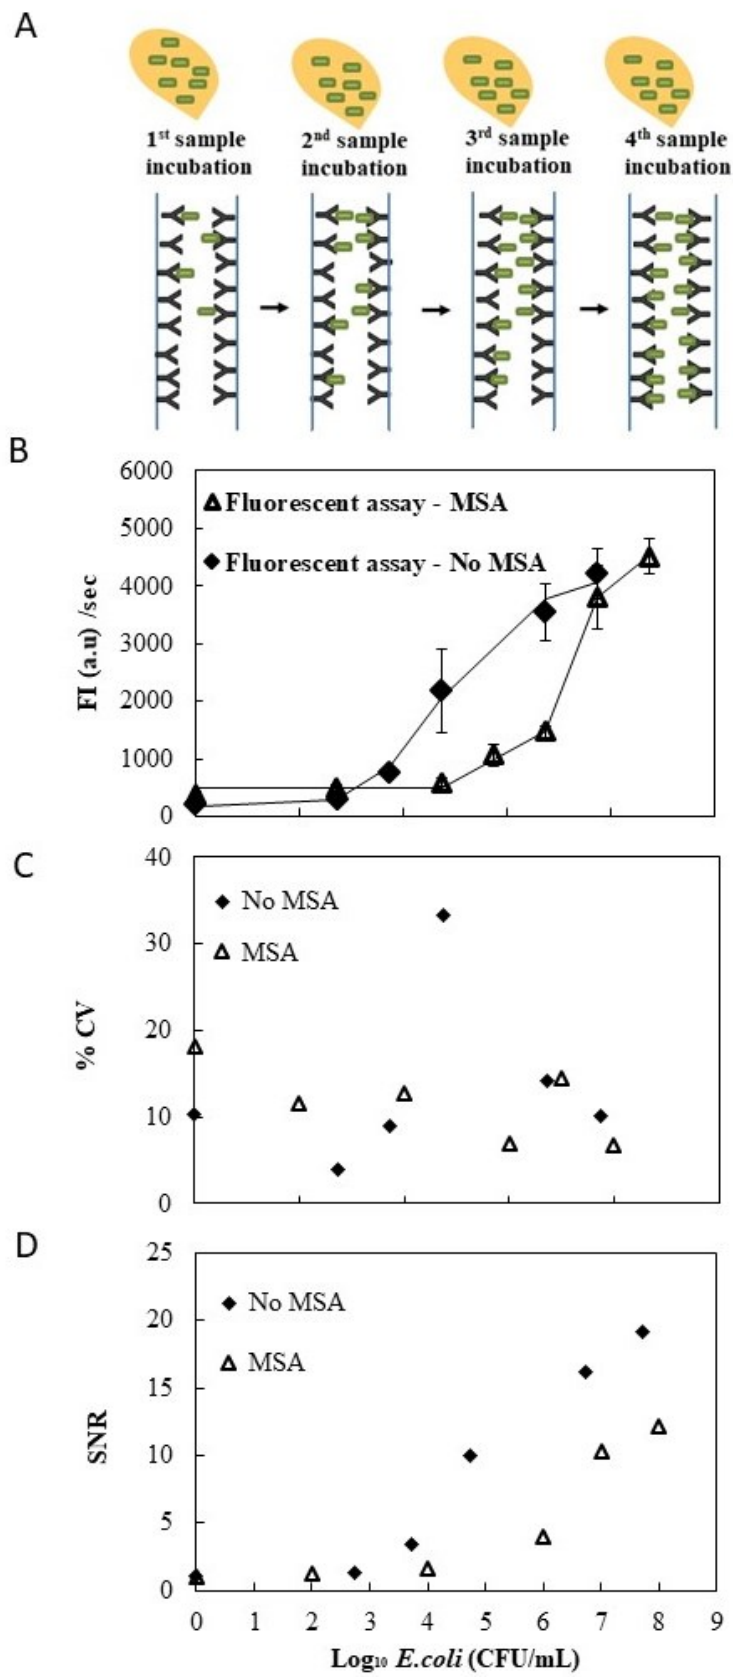 A
1st sample
incubation
2nd sample
incubation
3rd sample
incubation
4th sample
incubation
B
6000
5000
4000
3000
2000
1000
0
FI (a.u) /sec
Fluorescent assay - MSA
Fluorescent assay - No MSA
C
40
30
20
10
0
% CV
No MSA
MSA
D
25
20
15
10
5
0
SNR
No MSA
MSA
0 1 2 3 4 5 6 7 8 9
Log10 E.coli (CFU/mL)